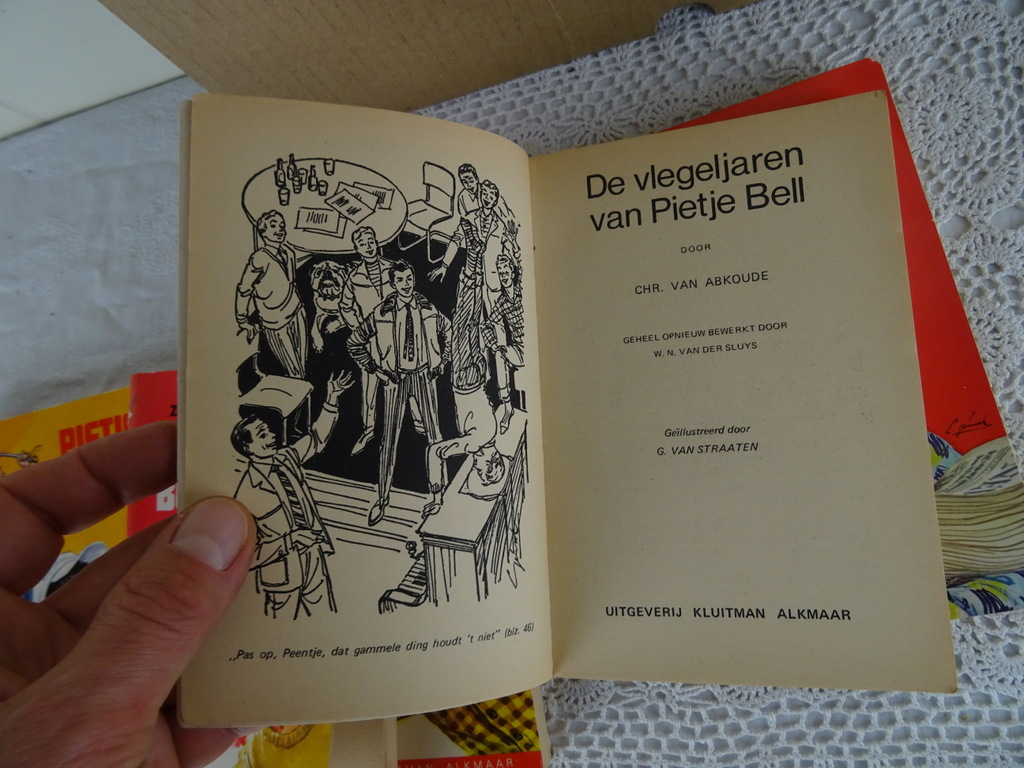 De vlegeljaren
van Pietje Bell
DOOR
CHR. VAN ABKOUDE
GEHEEL OPNIEUW BEWERKT DOOR
W. N. VAN DER SLUYS
Geïllustreerd door
G. VAN STRAATEN
UITGEVERIJ KLUITMAN ALKMAAR
„Pas op, Peentje, dat gammele ding houdt 't niet” (blz. 46)
ALKMAAR